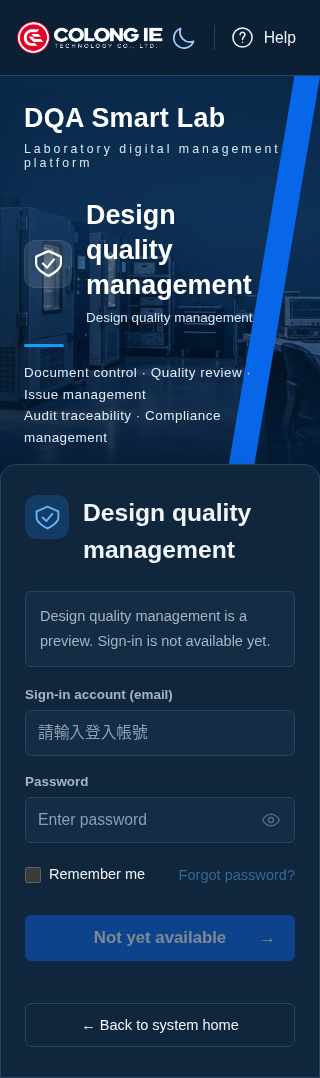 COLONG IE
TECHNOLOGY CO., LTD.
Help
DQA Smart Lab
Laboratory digital management
platform
Design
quality
management
Design quality management
Document control · Quality review ·
Issue management
Audit traceability · Compliance
management
Design quality
management
Design quality management is a
preview. Sign-in is not available yet.
Sign-in account (email)
請輸入登入帳號
Password
Enter password
Remember me
Forgot password?
Not yet available →
← Back to system home